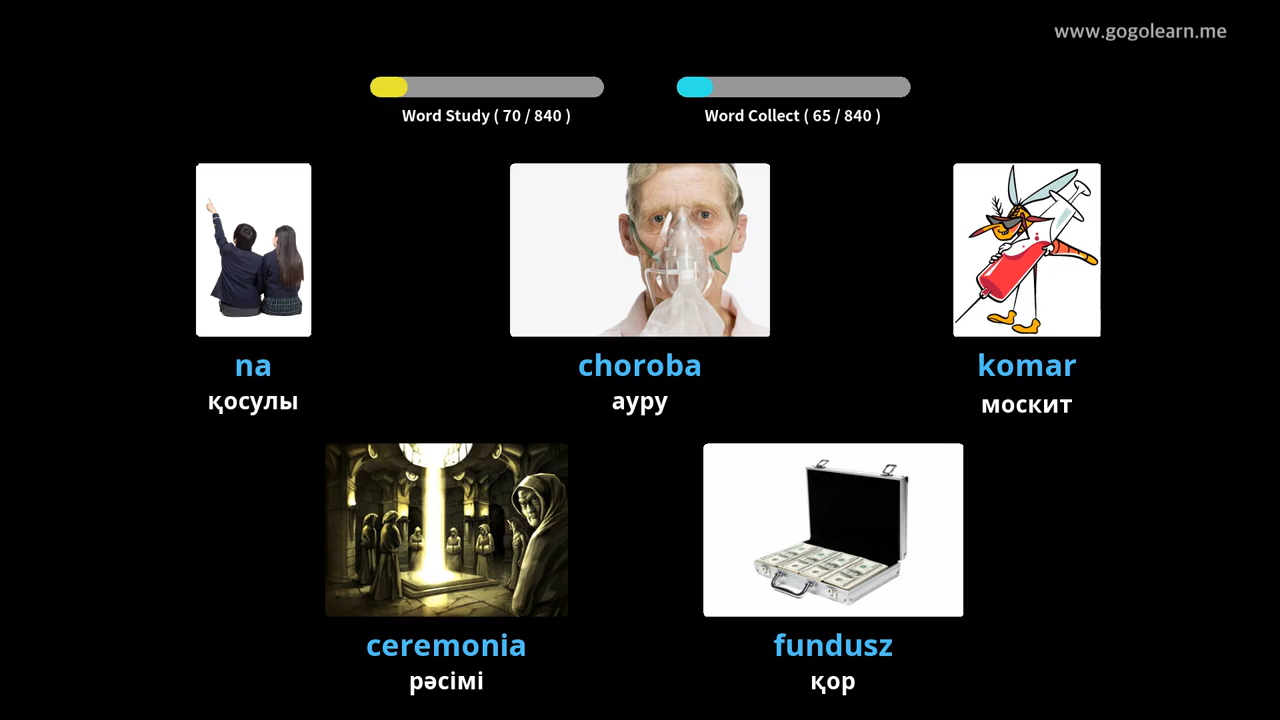 www.gogolearn.me
Word Study ( 70 / 840 )
Word Collect ( 65 / 840 )
na
қосулы
choroba
ауру
komar
москит
ceremonia
рәсімі
fundusz
қор